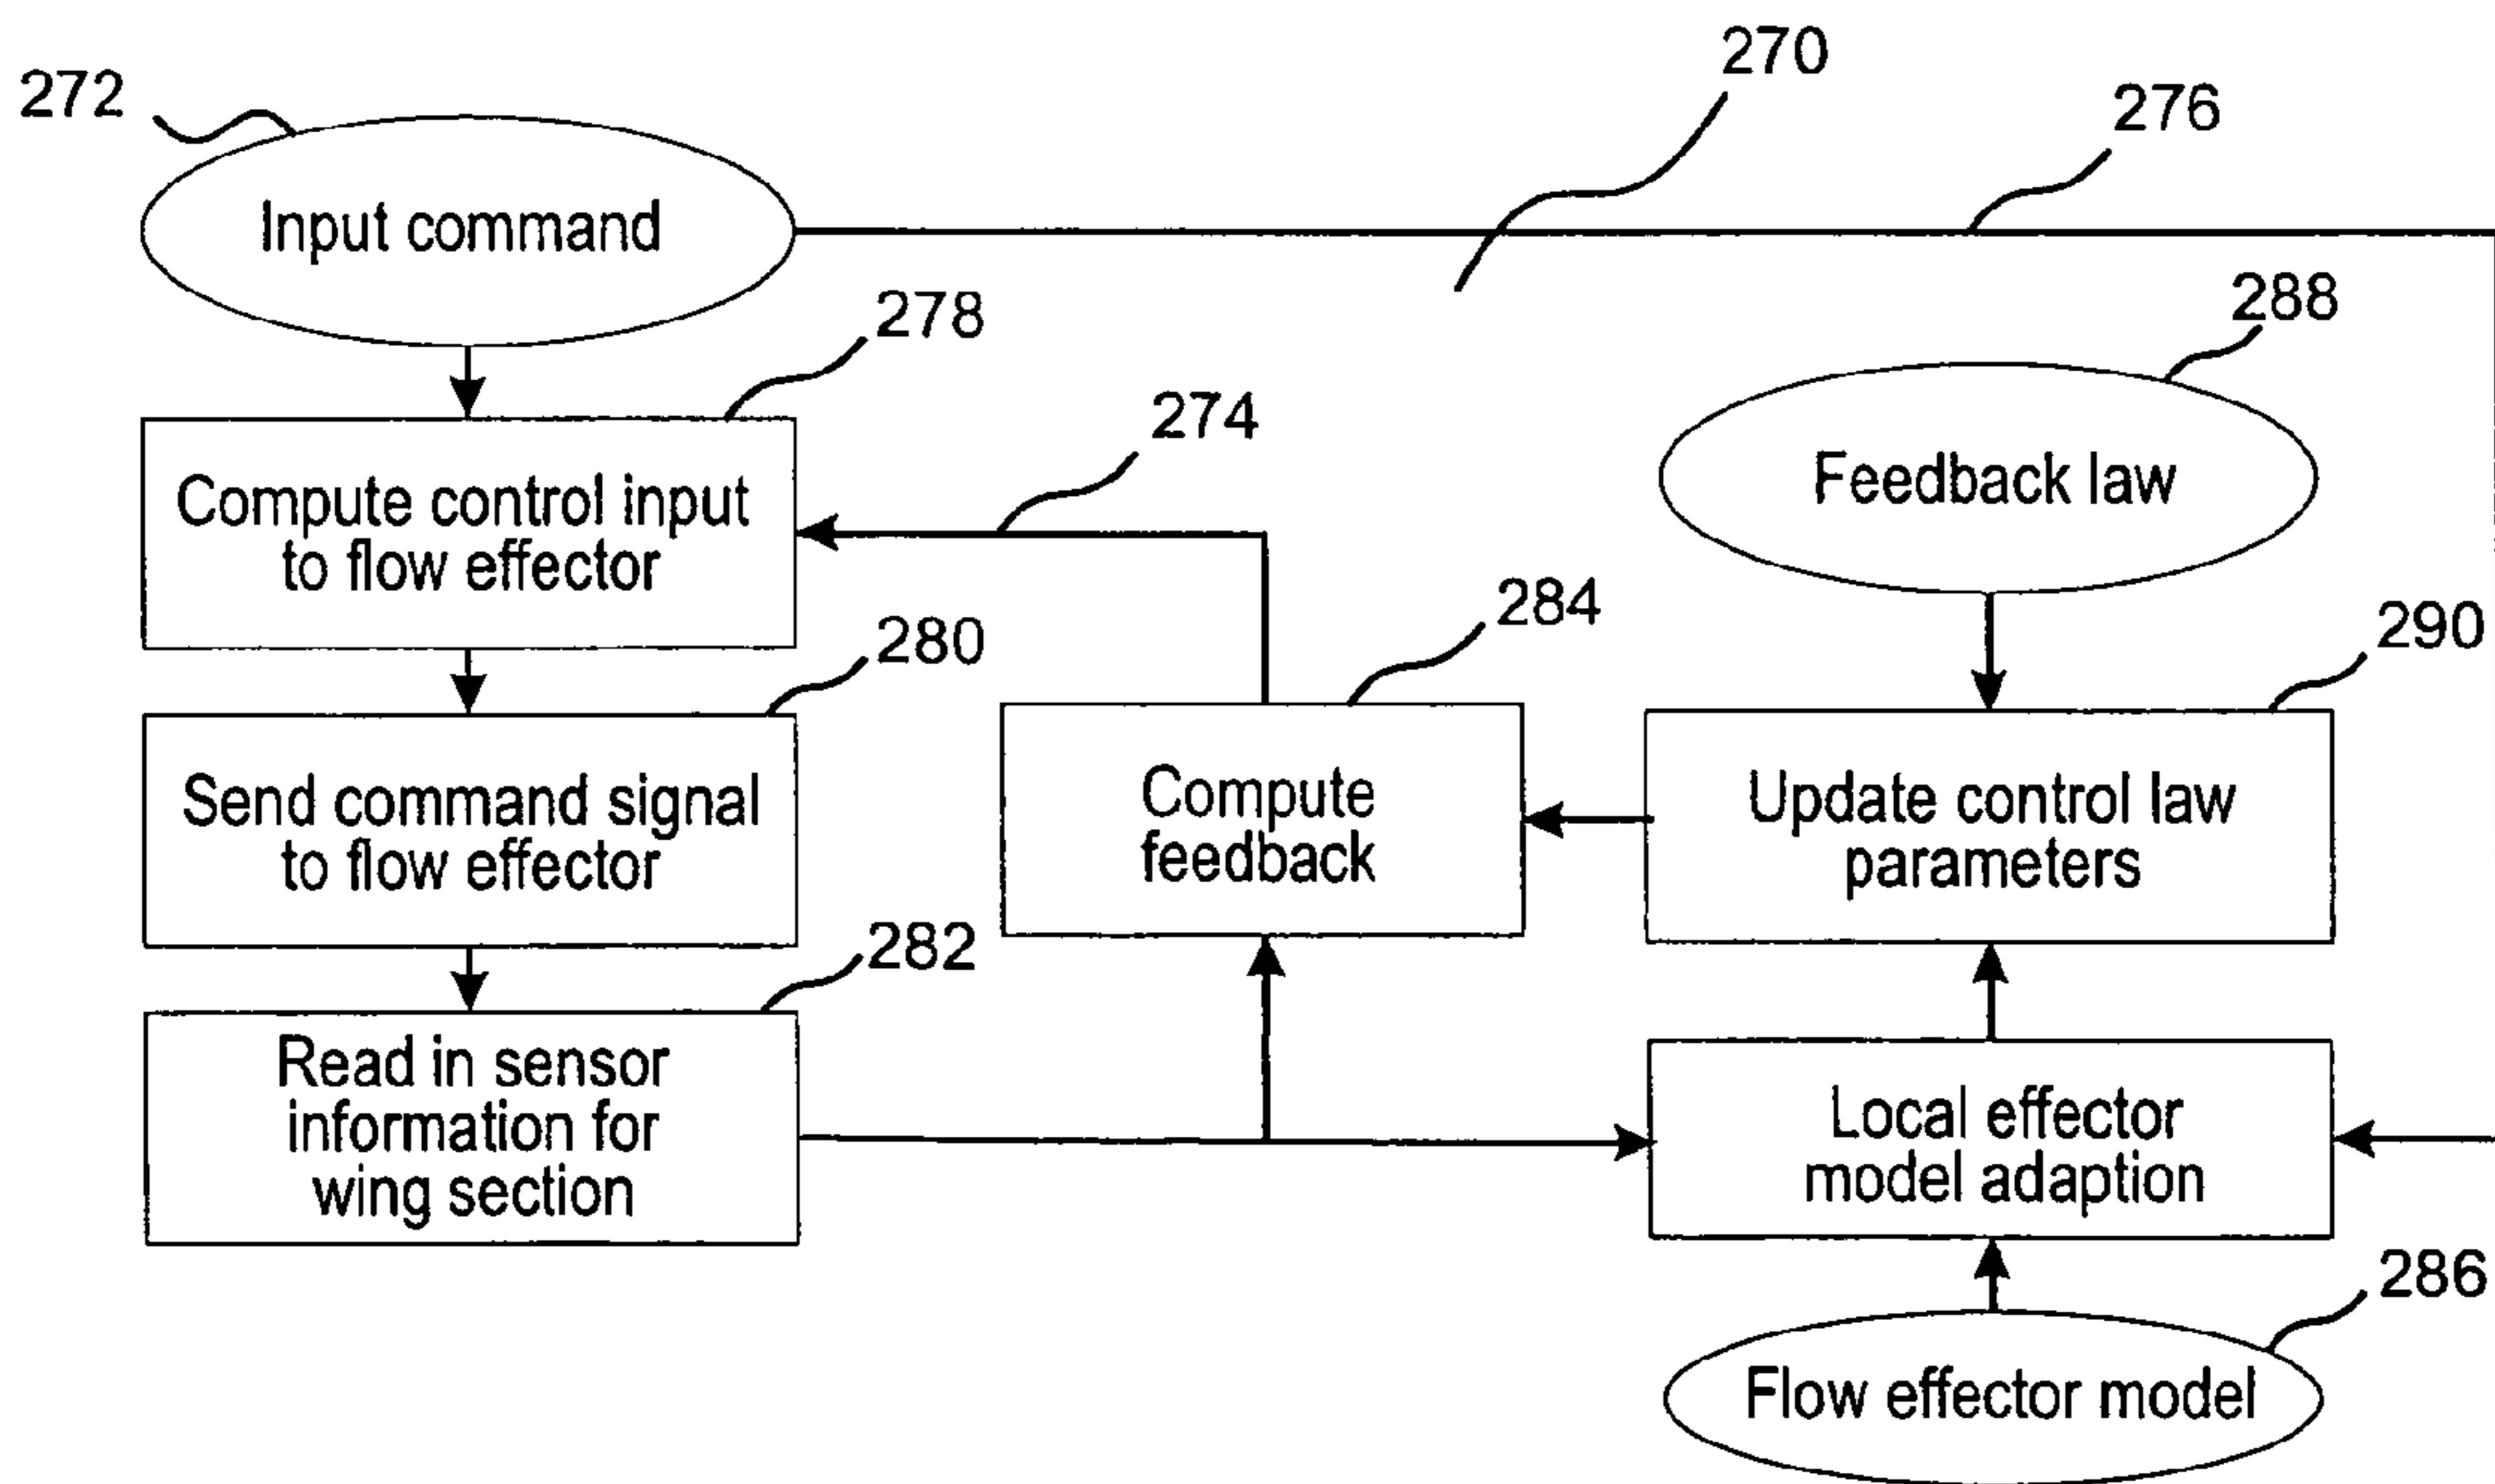 270
272
276
Input command
288
278
274
Feedback law
Compute control input
to flow effector
284
290
280
Send command signal
to flow effector
Compute
feedback
Update control law
parameters
282
Read in sensor
information for
wing section
Local effector
model adaption
286
Flow effector model